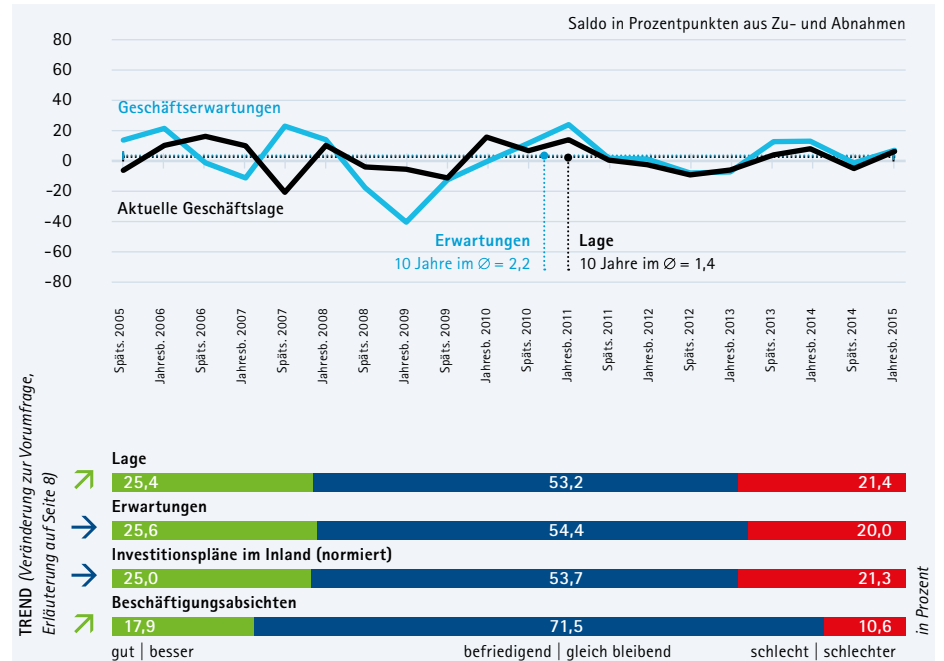 Saldo in Prozentpunkten aus Zu- und Abnahmen
80
60
40
20
0
-20
-40
-60
-80
Geschäftserwartungen
Aktuelle Geschäftslage
Erwartungen
10 Jahre im Ø = 2,2
Lage
10 Jahre im Ø = 1,4
Späts. 2005
Jahresb. 2006
Späts. 2006
Jahresb. 2007
Späts. 2007
Jahresb. 2008
Späts. 2008
Jahresb. 2009
Späts. 2009
Jahresb. 2010
Späts. 2010
Jahresb. 2011
Späts. 2011
Jahresb. 2012
Späts. 2012
Jahresb. 2013
Späts. 2013
Jahresb. 2014
Späts. 2014
Jahresb. 2015
TREND (Veränderung zur Vorumfrage,
Erläuterung auf Seite 8)
Lage
25,4 53,2 21,4
Erwartungen
25,6 54,4 20,0
Investitionspläne im Inland (normiert)
25,0 53,7 21,3
Beschäftigungsabsichten
17,9 71,5 10,6
gut | besser befriedigend | gleich bleibend schlecht | schlechter
in Prozent